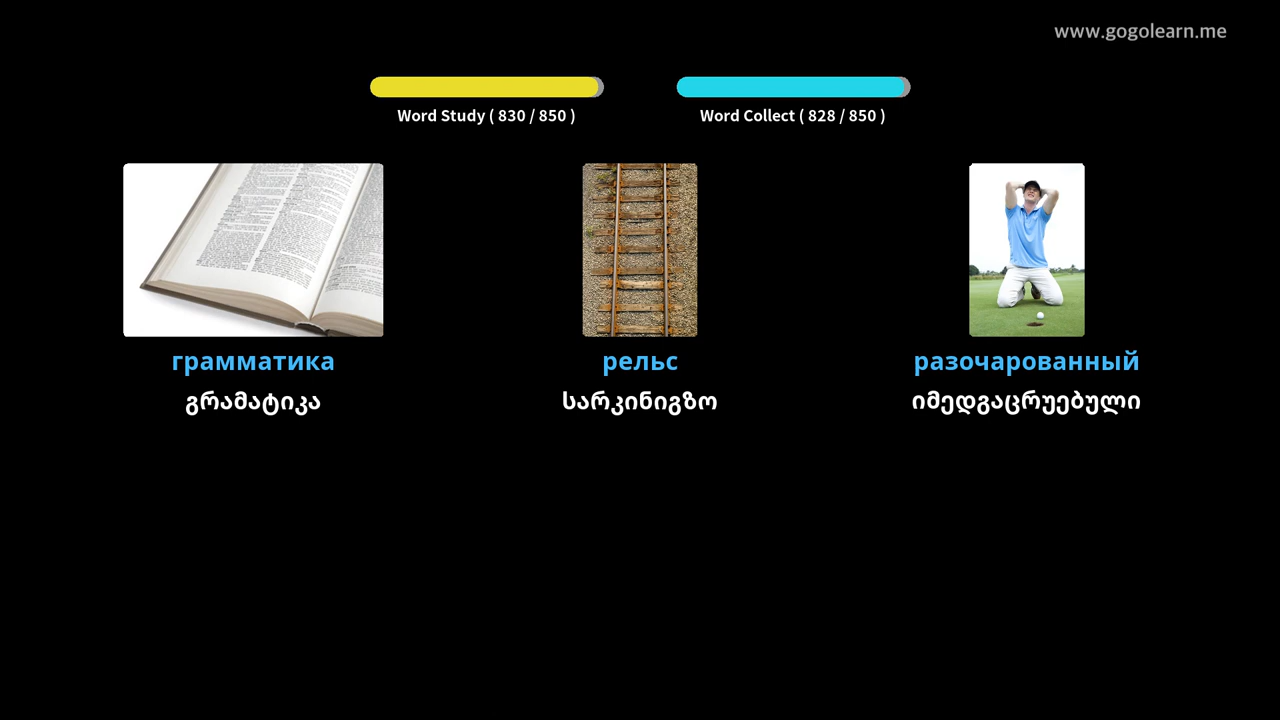 www.gogolearn.me
Word Study ( 830 / 850 )
Word Collect ( 828 / 850 )
грамматика
рельс
разочарованный
გრამატიკა
სარკინიგზო
იმედგაცრუებული